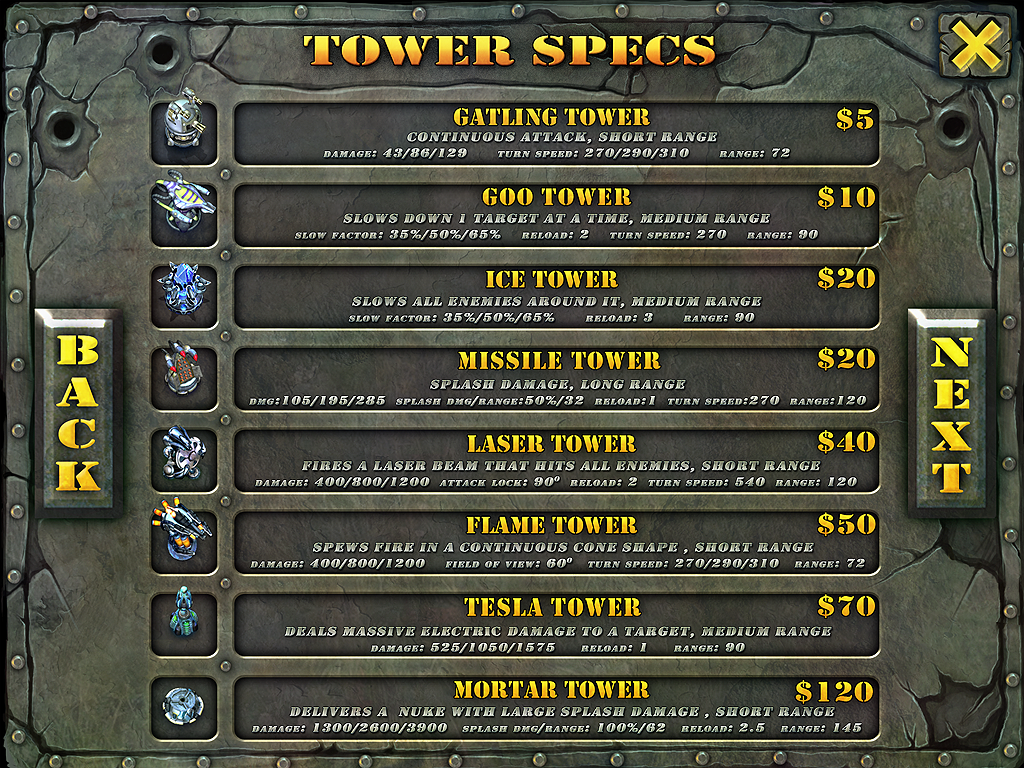 TOWER SPECS
GATLING TOWER $5
CONTINUOUS ATTACK, SHORT RANGE
DAMAGE: 43/86/129 TURN SPEED: 270/290/310 RANGE: 72
GOO TOWER $10
SLOWS DOWN 1 TARGET AT A TIME, MEDIUM RANGE
SLOW FACTOR: 35%/50%/65% RELOAD: 2 TURN SPEED: 270 RANGE: 90
ICE TOWER $20
SLOWS ALL ENEMIES AROUND IT, MEDIUM RANGE
SLOW FACTOR: 35%/50%/65% RELOAD: 3 RANGE: 90
MISSILE TOWER $20
SPLASH DAMAGE, LONG RANGE
DMG:105/195/285 SPLASH DMG/RANGE:50%/32 RELOAD:1 TURN SPEED:270 RANGE:120
LASER TOWER $40
FIRES A LASER BEAM THAT HITS ALL ENEMIES, SHORT RANGE
DAMAGE: 400/800/1200 ATTACK LOCK: 90° RELOAD: 2 TURN SPEED: 540 RANGE: 120
FLAME TOWER $50
SPEWS FIRE IN A CONTINUOUS CONE SHAPE , SHORT RANGE
DAMAGE: 400/800/1200 FIELD OF VIEW: 60° TURN SPEED: 270/290/310 RANGE: 72
TESLA TOWER $70
DEALS MASSIVE ELECTRIC DAMAGE TO A TARGET, MEDIUM RANGE
DAMAGE: 525/1050/1575 RELOAD: 1 RANGE: 90
MORTAR TOWER $120
DELIVERS A NUKE WITH LARGE SPLASH DAMAGE , SHORT RANGE
DAMAGE: 1300/2600/3900 SPLASH DMG/RANGE: 100%/62 RELOAD: 2.5 RANGE: 145
BACK
NEXT